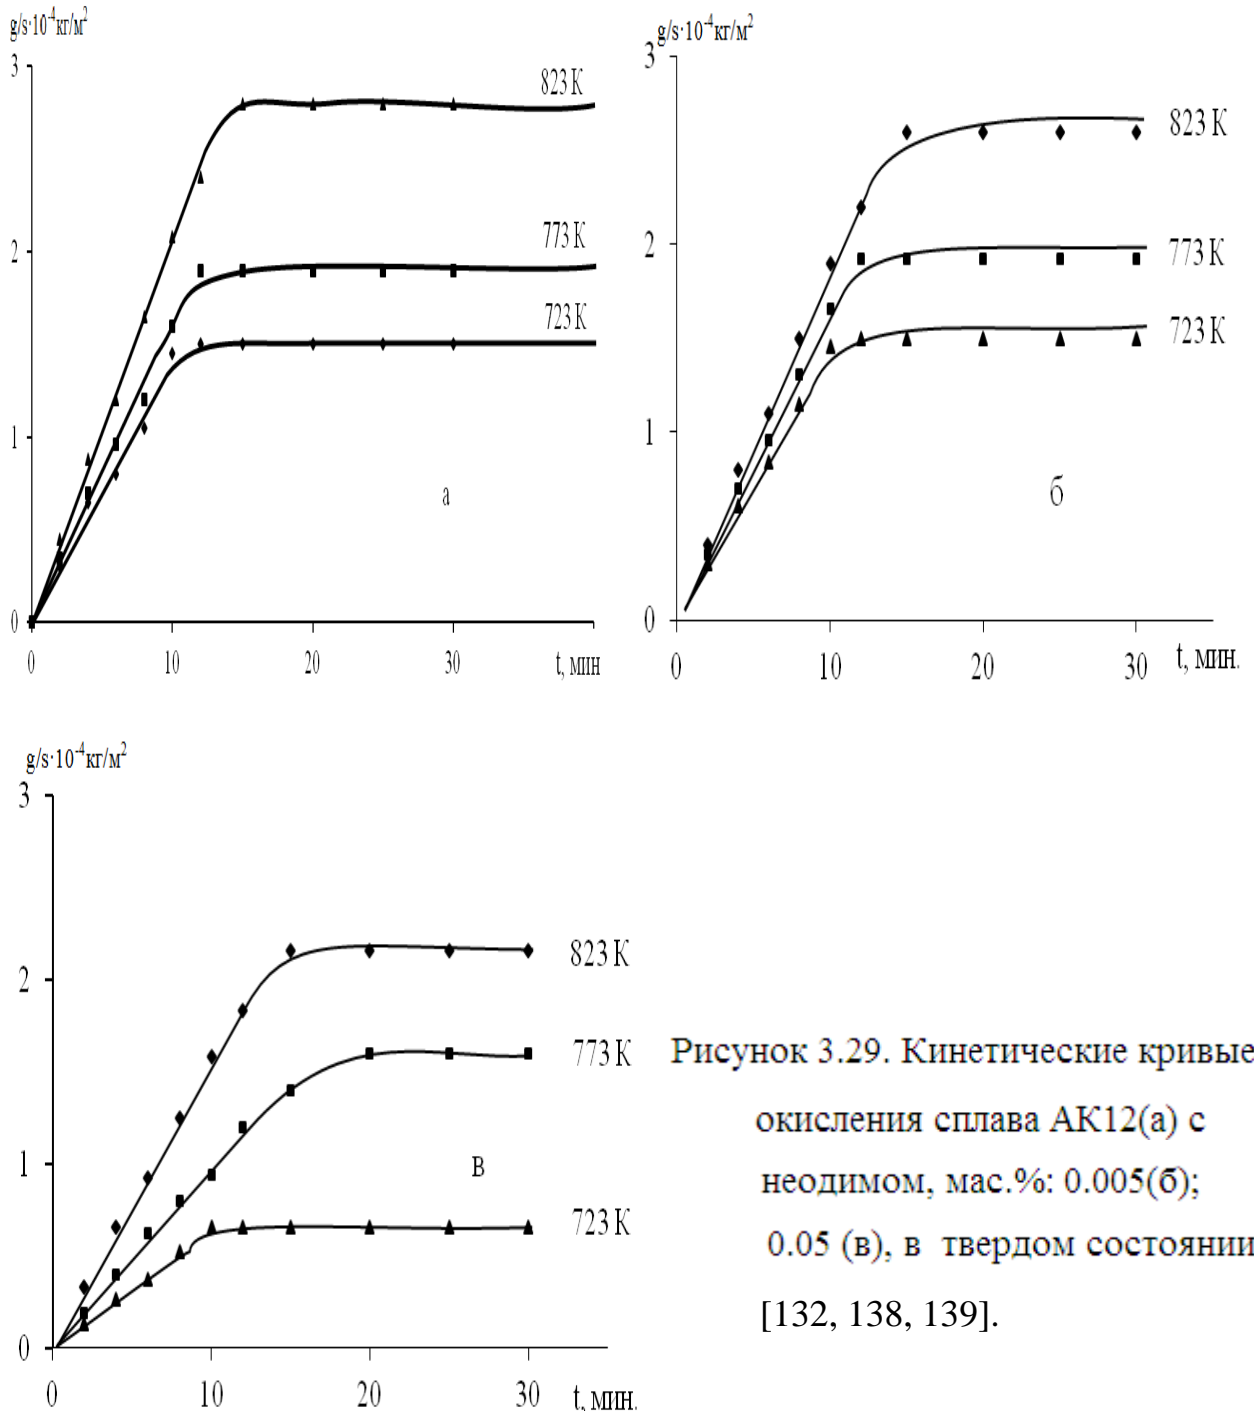 g/s·10⁻⁴кг/м²
3
2
1
0
0
10
20
30
t, мин
823 К
773 К
723 К
а
g/s·10⁻⁴кг/м²
3
2
1
0
0
10
20
30
t, мин.
823 К
773 К
723 К
б
g/s·10⁻⁴кг/м²
3
2
1
0
0
10
20
30
t, мин.
823 К
773 К
723 К
в
Рисунок 3.29. Кинетические кривые
окисления сплава АК12(а) с
неодимом, мас.%: 0.005(б);
0.05 (в), в твердом состоянии
[132, 138, 139].